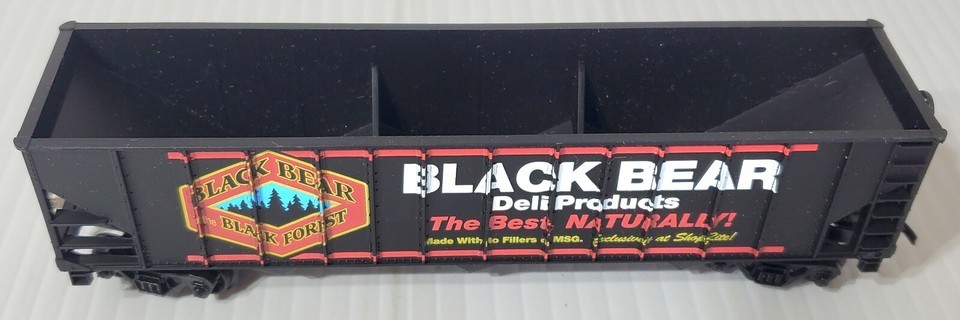 BLACK BEAR
of the
BLACK FOREST
BLACK BEAR
Deli Products
The Best, NATURALLY!
Made With No Fillers or MSG. Exclusively at ShopRite!